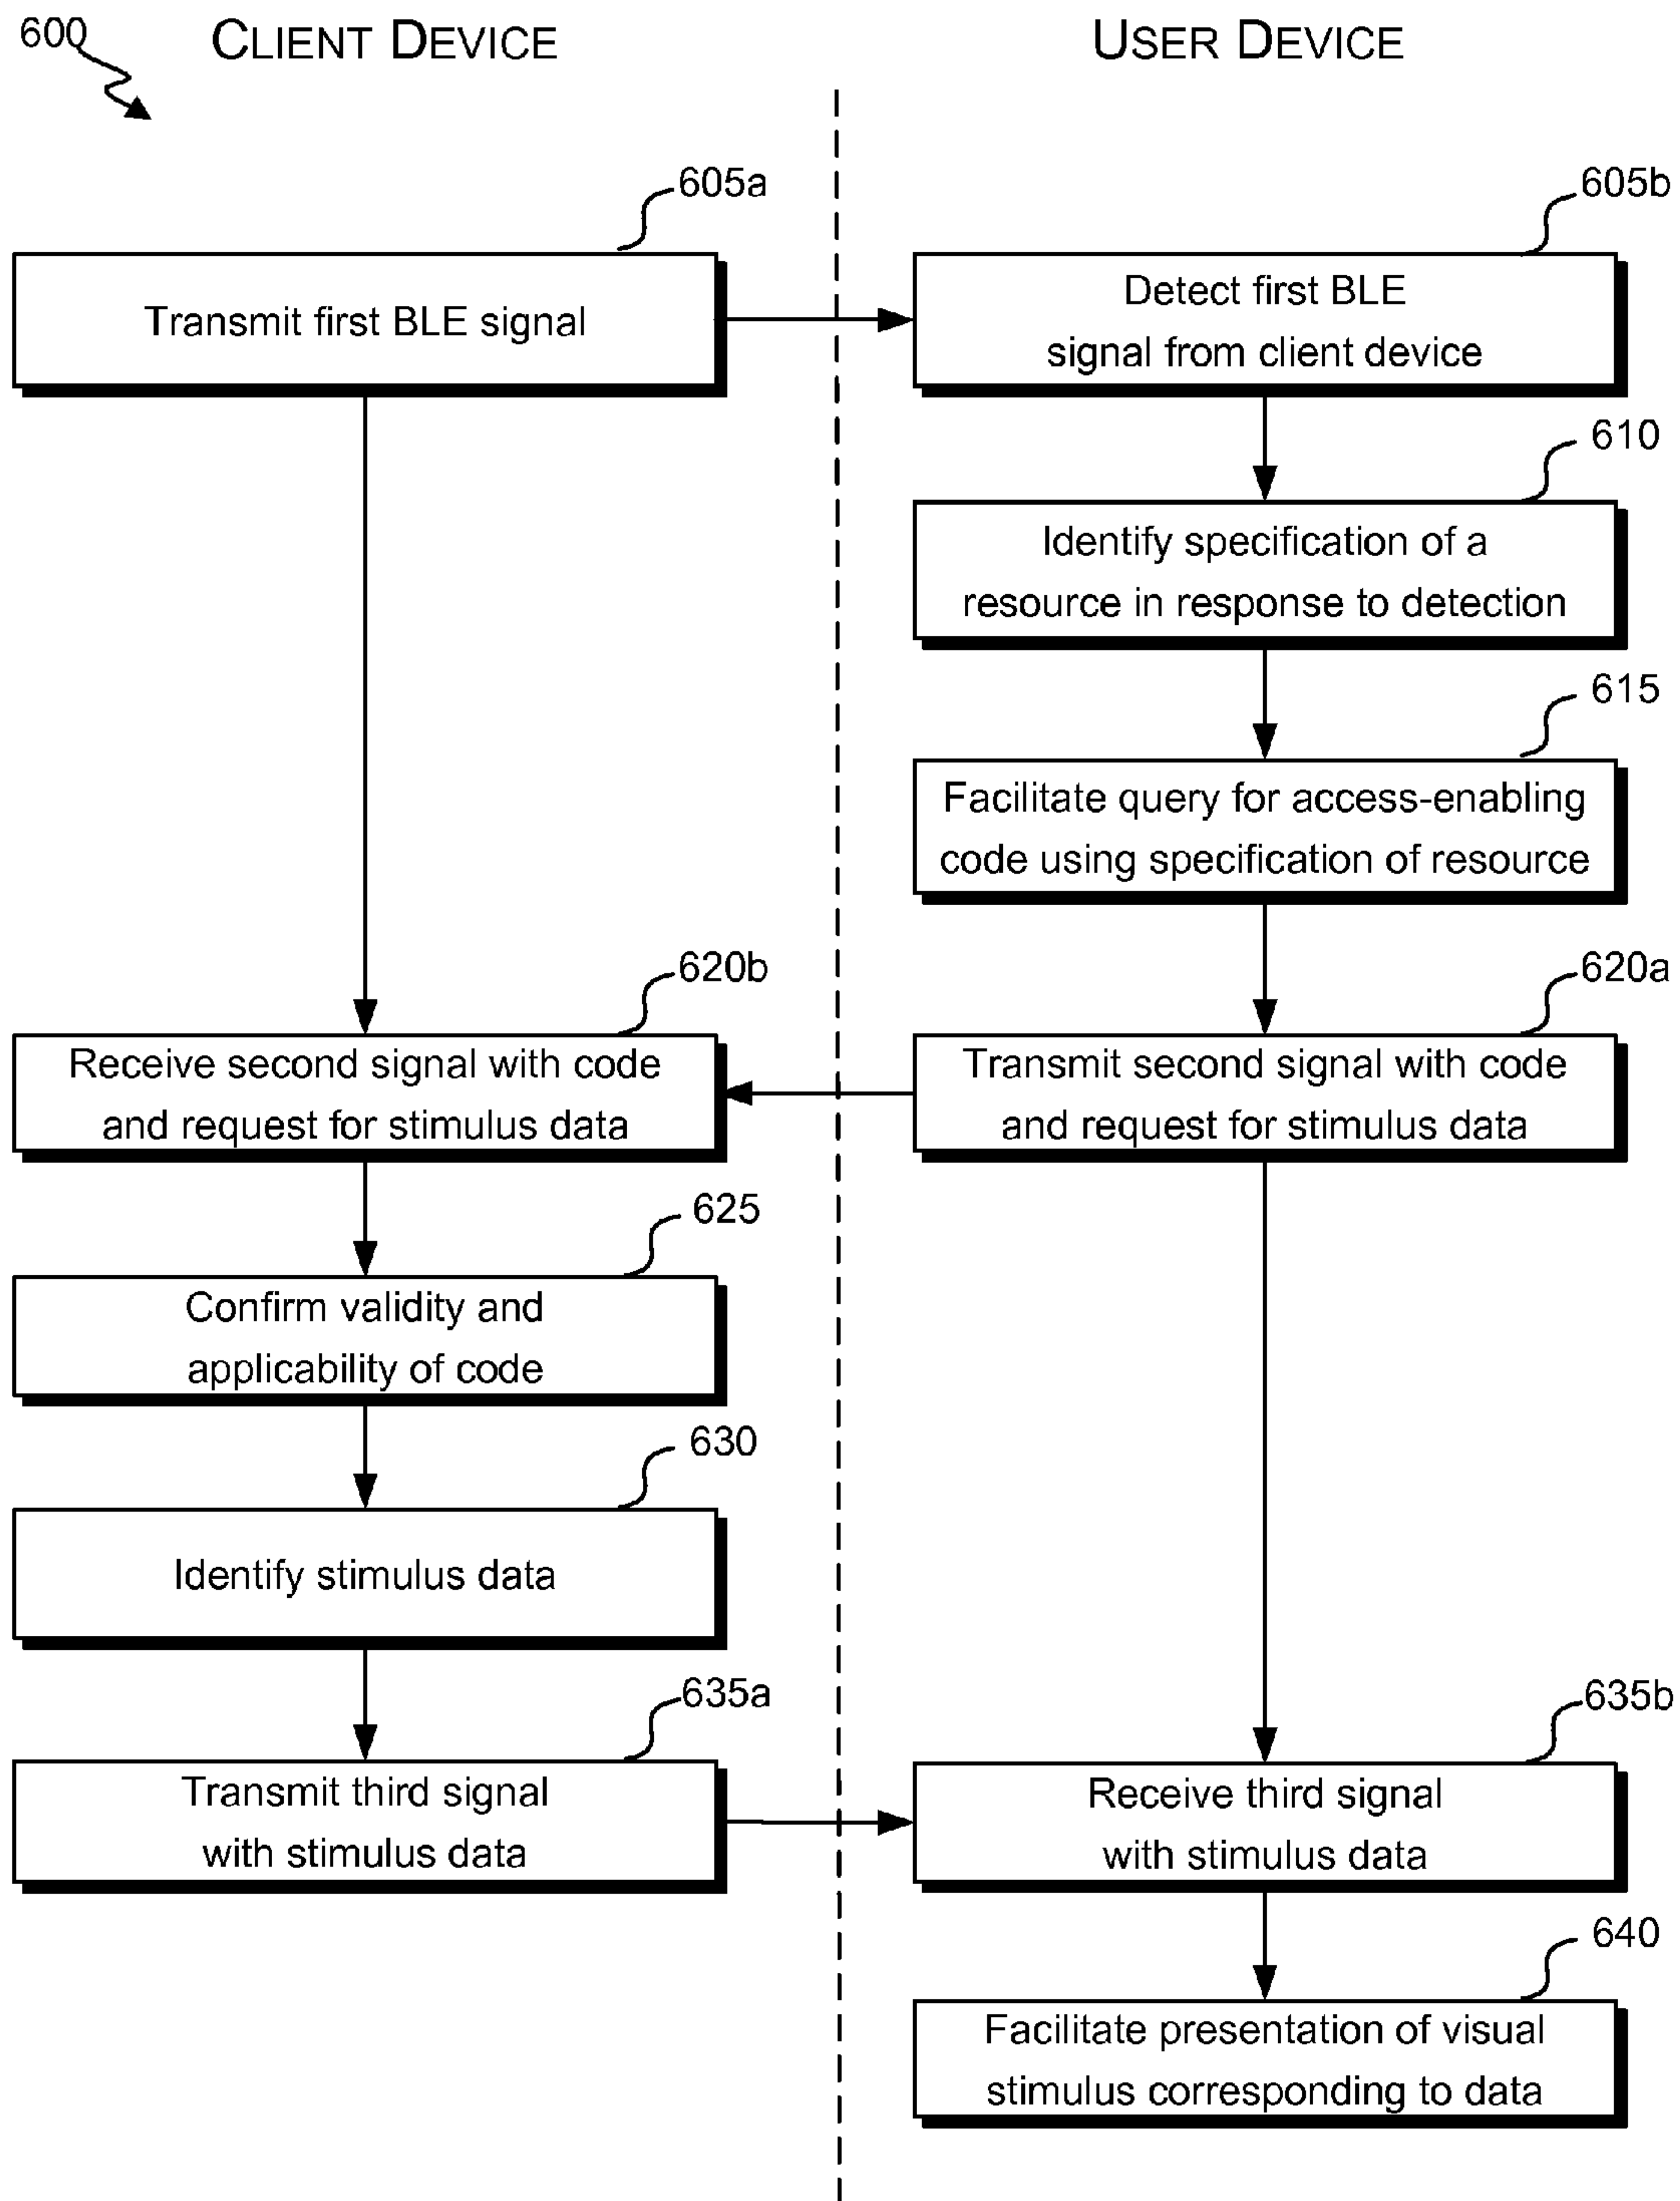 600
CLIENT DEVICE
USER DEVICE
605a
605b
Transmit first BLE signal
Detect first BLE
signal from client device
610
Identify specification of a
resource in response to detection
615
Facilitate query for access-enabling
code using specification of resource
620b
620a
Receive second signal with code
and request for stimulus data
Transmit second signal with code
and request for stimulus data
625
Confirm validity and
applicability of code
630
Identify stimulus data
635a
635b
Transmit third signal
with stimulus data
Receive third signal
with stimulus data
640
Facilitate presentation of visual
stimulus corresponding to data